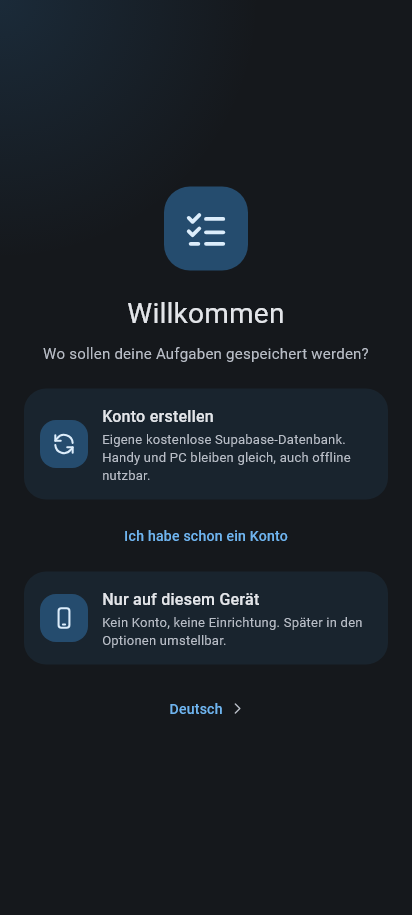 Willkommen
Wo sollen deine Aufgaben gespeichert werden?
Konto erstellen
Eigene kostenlose Supabase-Datenbank.
Handy und PC bleiben gleich, auch offline
nutzbar.
Ich habe schon ein Konto
Nur auf diesem Gerät
Kein Konto, keine Einrichtung. Später in den
Optionen umstellbar.
Deutsch